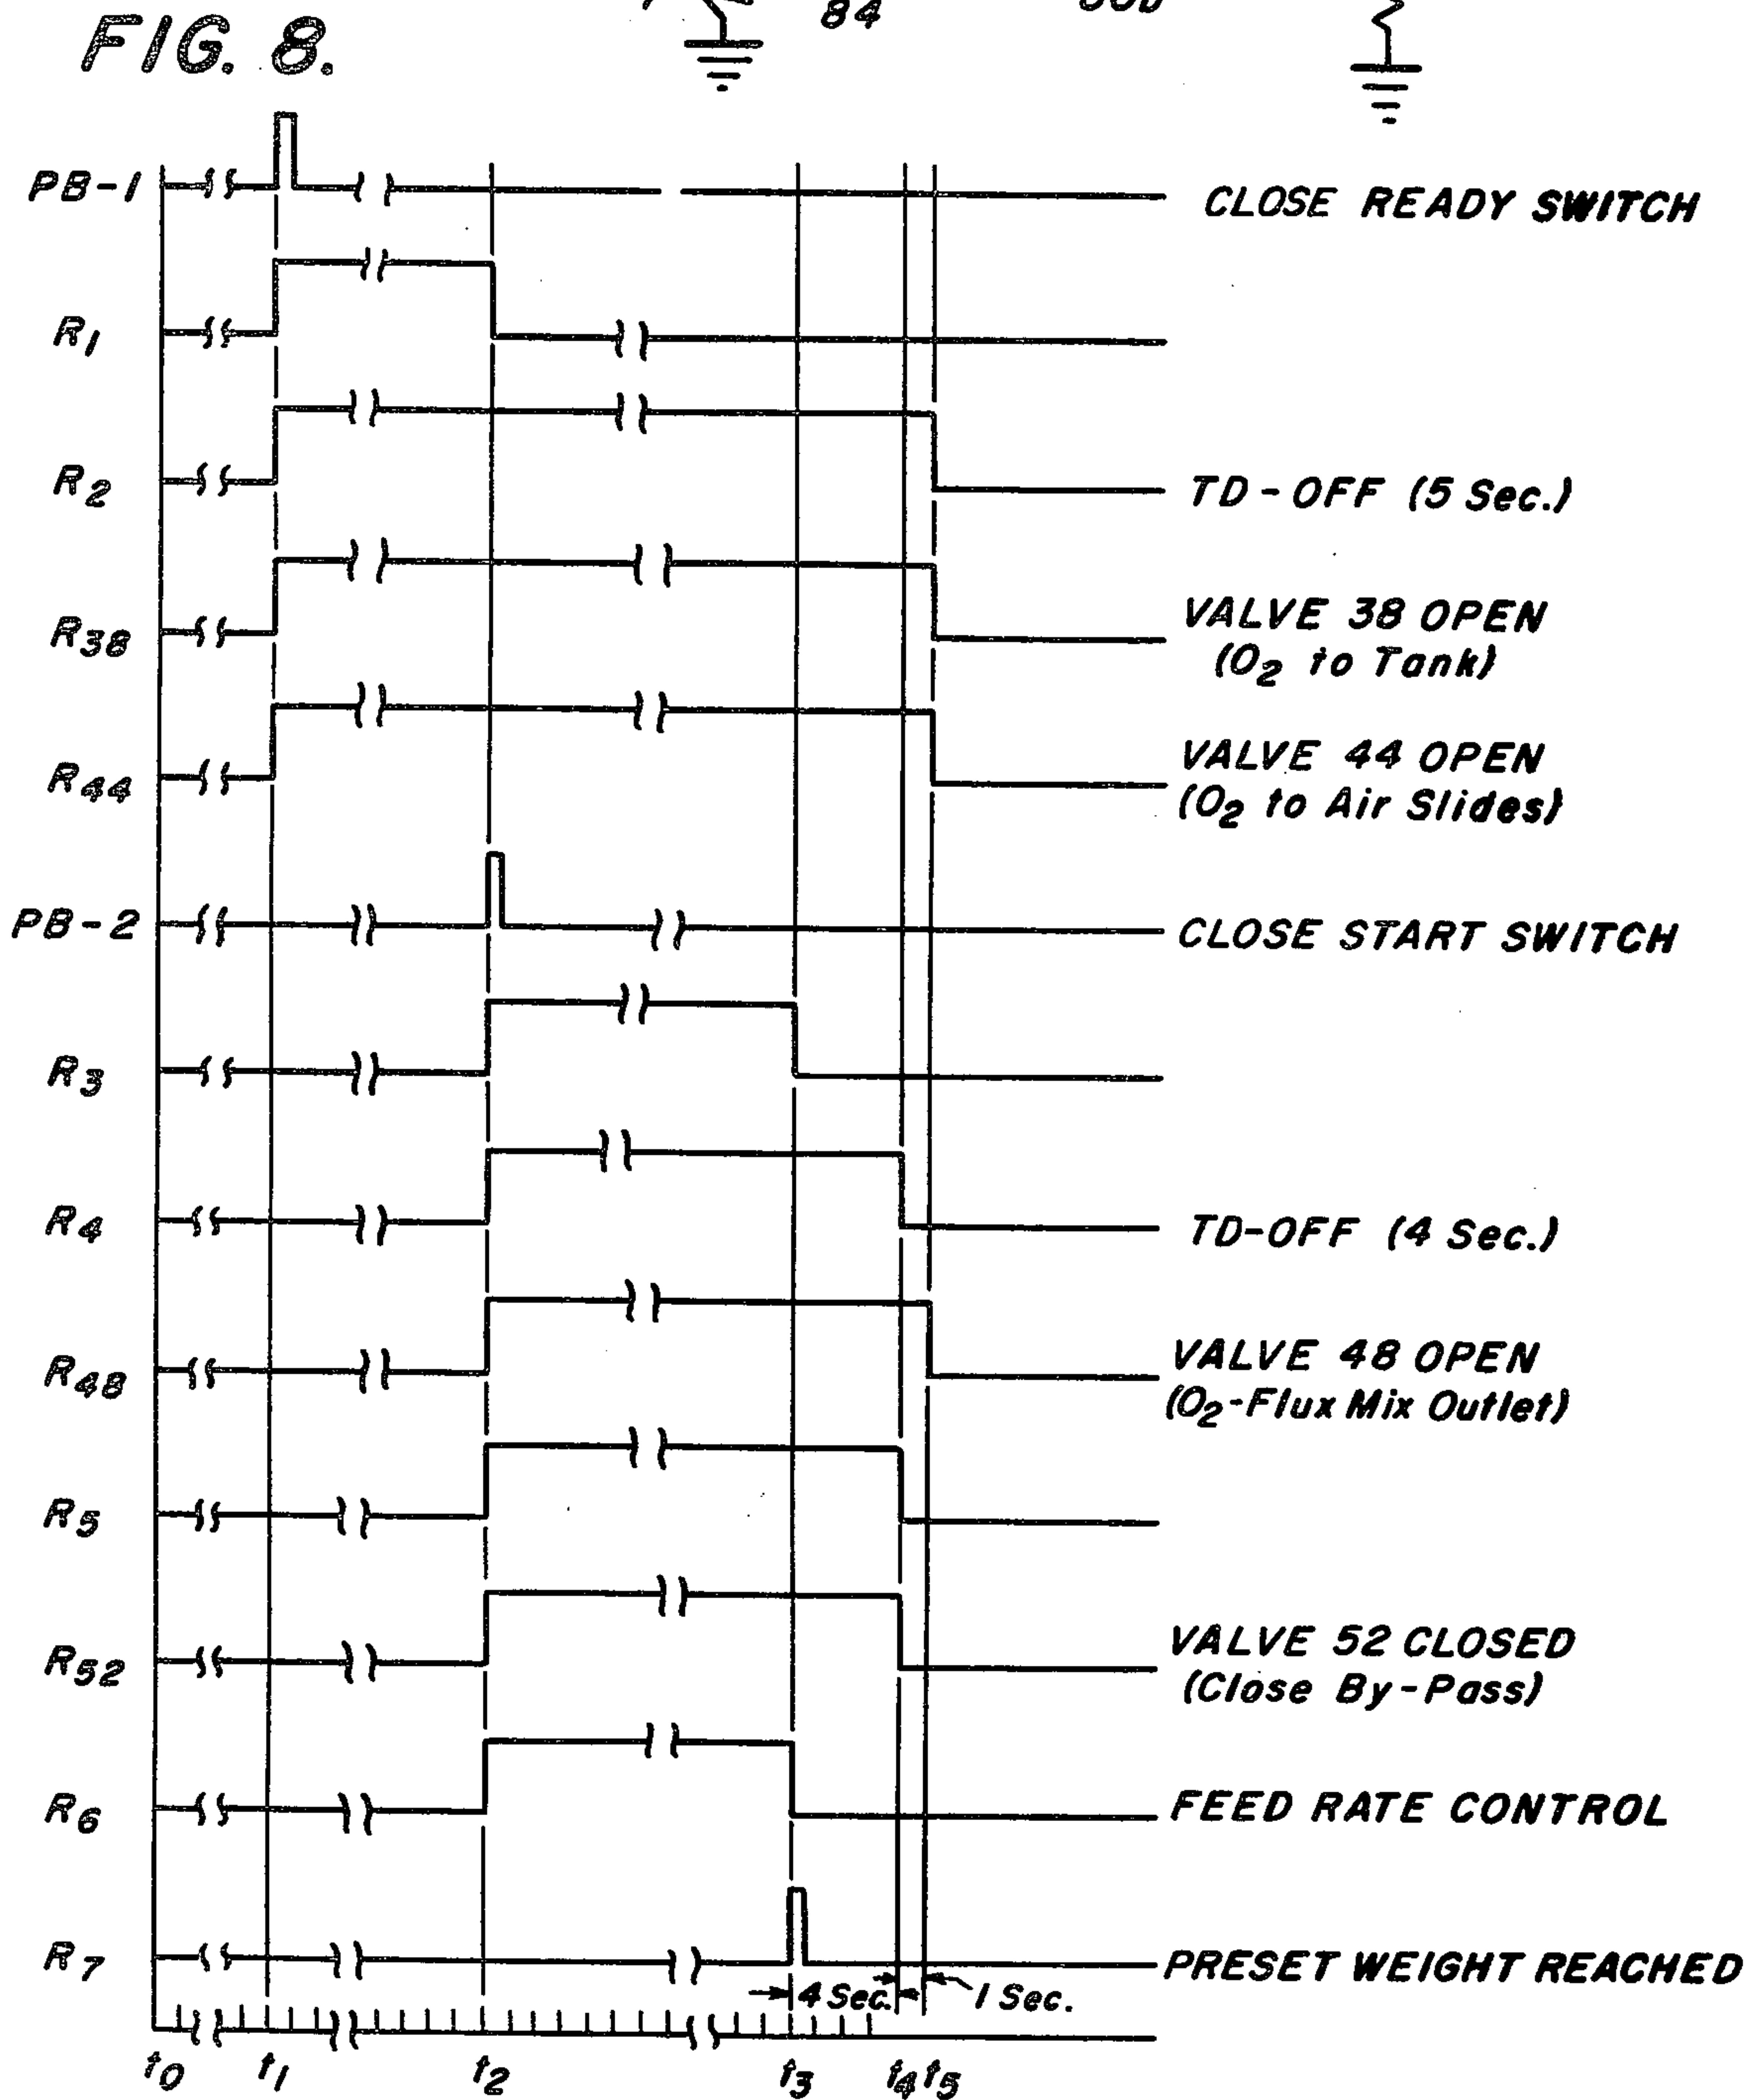 FIG. 8.
84
PB-1 CLOSE READY SWITCH
R1
R2 TD-OFF (5 Sec.)
R38 VALVE 38 OPEN
(O2 to Tank)
R44 VALVE 44 OPEN
(O2 to Air Slides)
PB-2 CLOSE START SWITCH
R3
R4 TD-OFF (4 Sec.)
R48 VALVE 48 OPEN
(O2-Flux Mix Outlet)
R5
R52 VALVE 52 CLOSED
(Close By-Pass)
R6 FEED RATE CONTROL
R7 PRESET WEIGHT REACHED
4 Sec. 1 Sec.
t0 t1 t2 t3 t4 t5